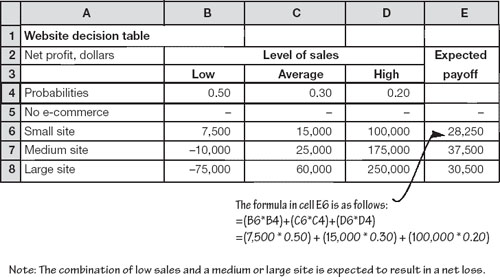 A B C D E
1 Website decision table
2 Net profit, dollars Level of sales Expected
3 Low Average High payoff
4 Probabilities 0.50 0.30 0.20
5 No e-commerce – – – –
6 Small site 7,500 15,000 100,000 28,250
7 Medium site –10,000 25,000 175,000 37,500
8 Large site –75,000 60,000 250,000 30,500
The formula in cell E6 is as follows:
=(B6*B4)+(C6*C4)+(D6*D4)
=(7,500 * 0.50) + (15,000 * 0.30) + (100,000 * 0.20)
Note: The combination of low sales and a medium or large site is expected to result in a net loss.